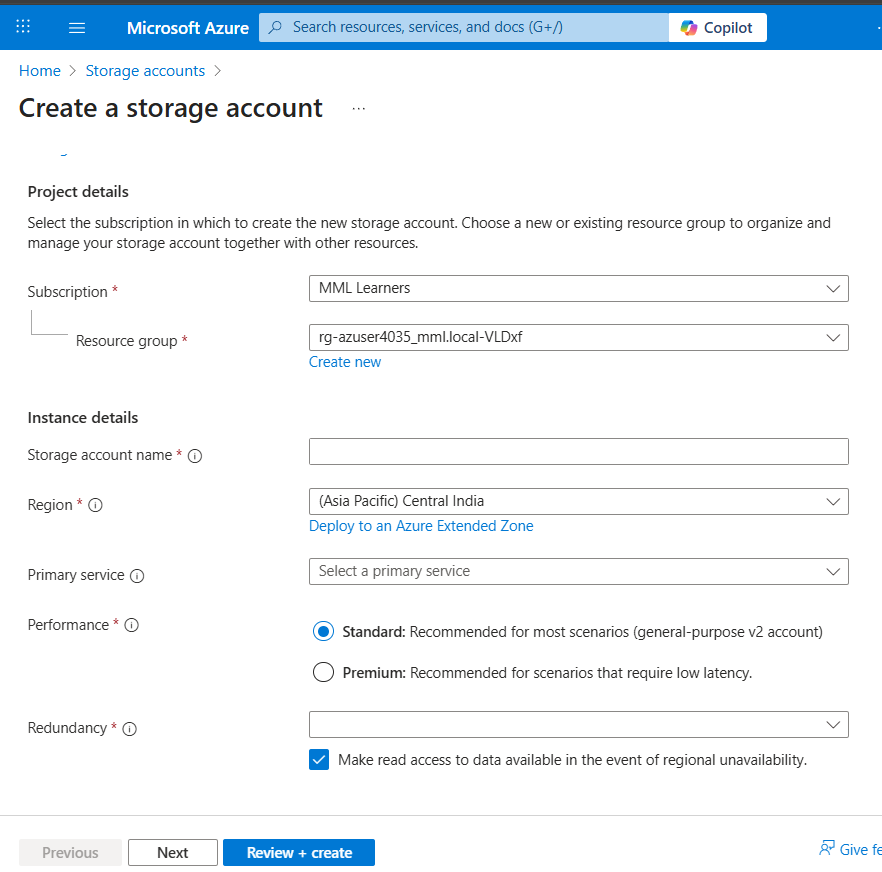 Microsoft Azure
Search resources, services, and docs (G+/)
Copilot
Home > Storage accounts >
Create a storage account ...
Project details
Select the subscription in which to create the new storage account. Choose a new or existing resource group to organize and
manage your storage account together with other resources.
Subscription *
MML Learners
Resource group *
rg-azuser4035_mml.local-VLDxf
Create new
Instance details
Storage account name *
Region *
(Asia Pacific) Central India
Deploy to an Azure Extended Zone
Primary service
Select a primary service
Performance *
Standard: Recommended for most scenarios (general-purpose v2 account)
Premium: Recommended for scenarios that require low latency.
Redundancy *
Make read access to data available in the event of regional unavailability.
Previous
Next
Review + create
Give fe